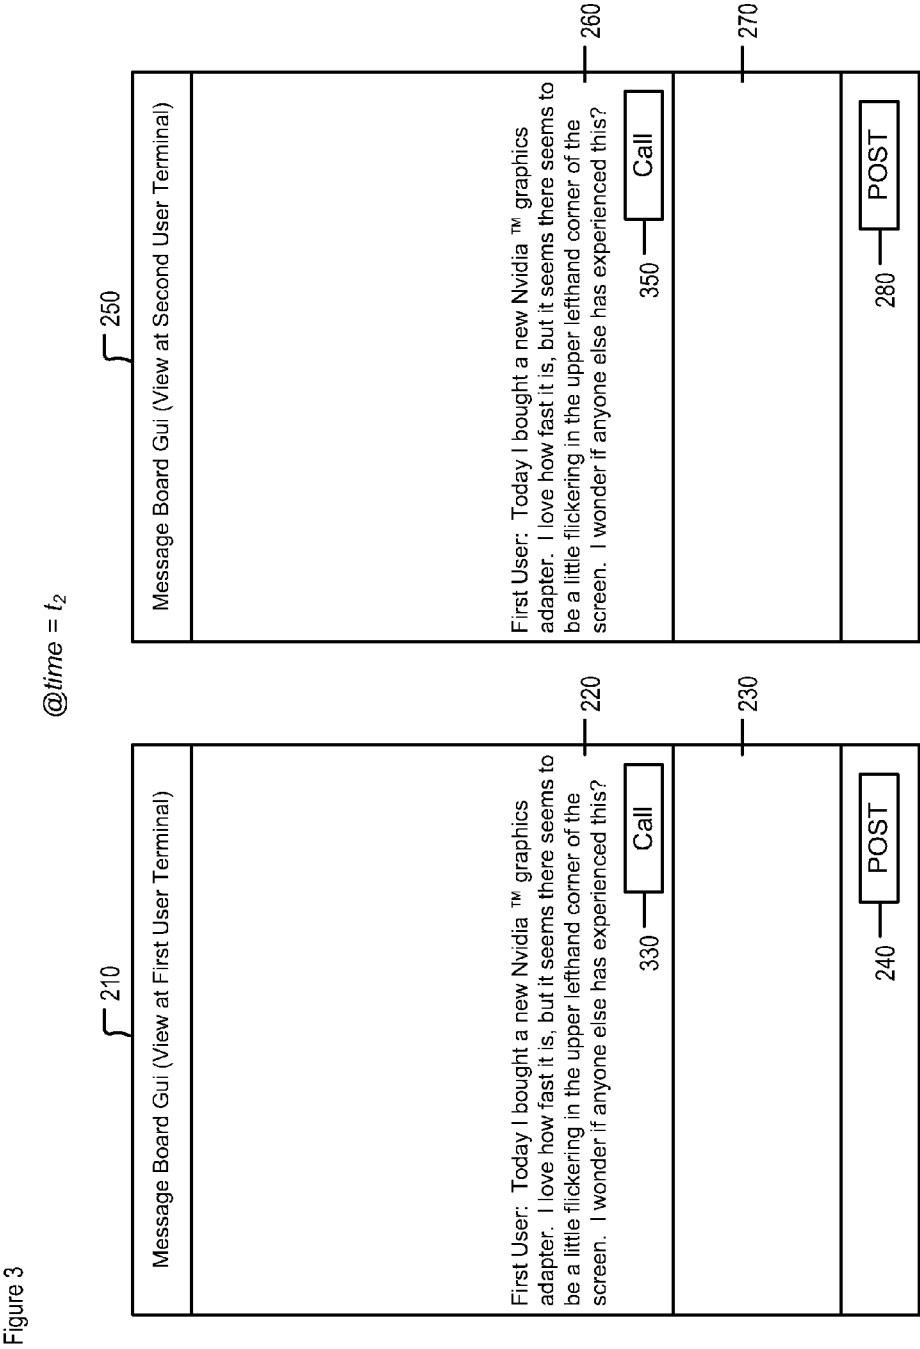 Figure 3
@time = t2
210
Message Board Gui (View at First User Terminal)
First User: Today I bought a new Nvidia ™ graphics
adapter. I love how fast it is, but it seems there seems to
be a little flickering in the upper lefthand corner of the
screen. I wonder if anyone else has experienced this?
220
330
Call
230
240
POST
250
Message Board Gui (View at Second User Terminal)
First User: Today I bought a new Nvidia ™ graphics
adapter. I love how fast it is, but it seems there seems to
be a little flickering in the upper lefthand corner of the
screen. I wonder if anyone else has experienced this?
260
350
Call
270
280
POST